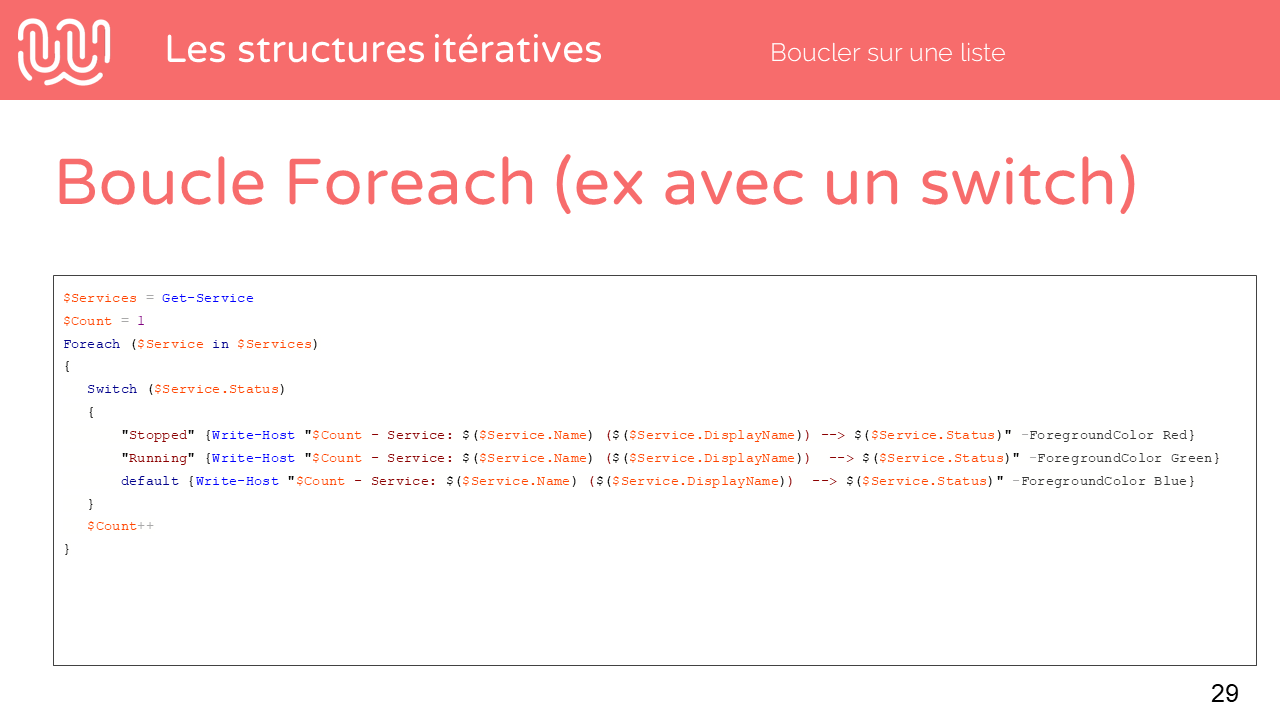 Les structures itératives
Boucler sur une liste
Boucle Foreach (ex avec un switch)
$Services = Get-Service
$Count = 1
Foreach ($Service in $Services)
{
Switch ($Service.Status)
{
"Stopped" {Write-Host "$Count - Service: $($Service.Name) ($($Service.DisplayName)) --> $($Service.Status)" -ForegroundColor Red}
"Running" {Write-Host "$Count - Service: $($Service.Name) ($($Service.DisplayName))  --> $($Service.Status)" -ForegroundColor Green}
default {Write-Host "$Count - Service: $($Service.Name) ($($Service.DisplayName))  --> $($Service.Status)" -ForegroundColor Blue}
}
$Count++
}
29